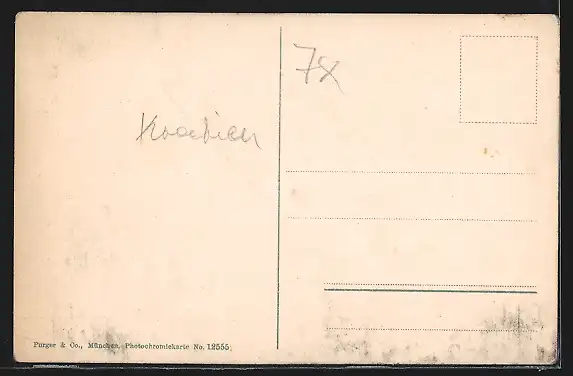 78
Kroatien
Purger & Co., München, Photochromiekarte No. 12555